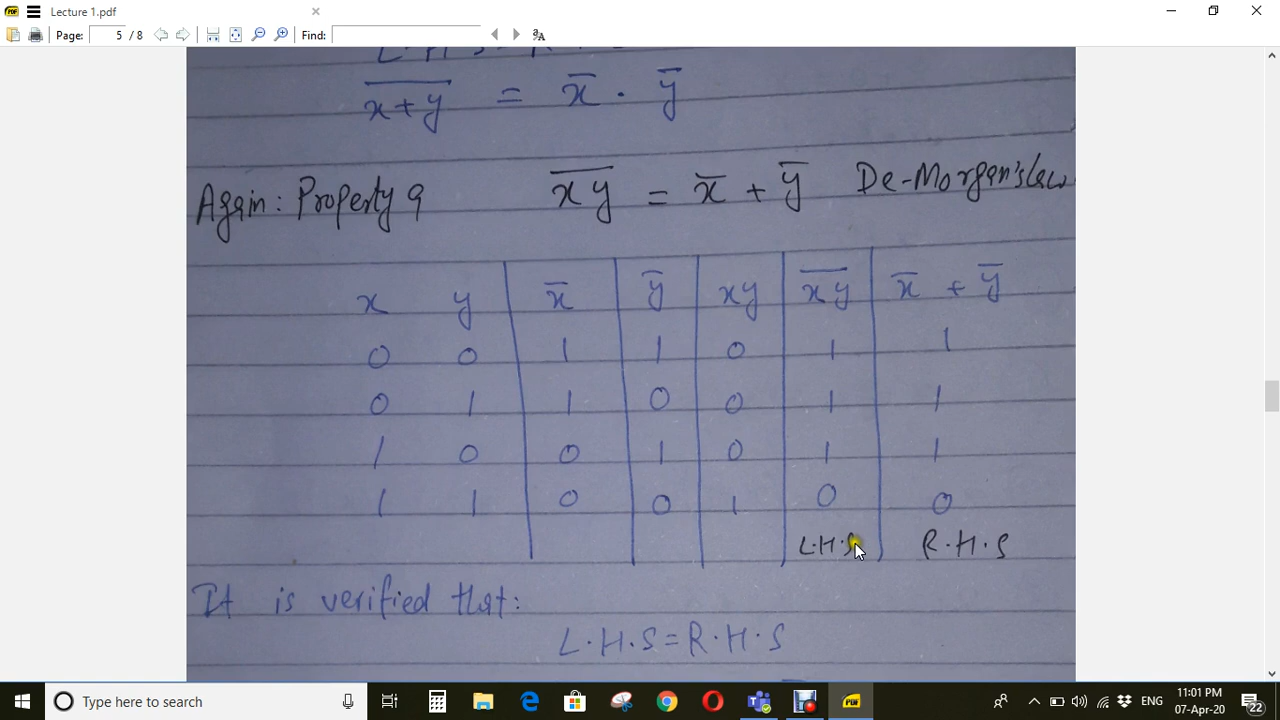 Lecture 1.pdf
Page: 5 / 8 Find:
x̅+̅y̅ = x̅ · y̅
Again: Property 9 x̅y̅ = x̅ + y̅ De-Morgan's law.
x y x̅ y̅ xy x̅y̅ x̅ + y̅
0 0 1 1 0 1 1
0 1 1 0 0 1 1
1 0 0 1 0 1 1
1 1 0 0 1 0 0
L.H.S R.H.S
It is verified that:
L.H.S=R.H.S
Type here to search
ENG
11:01 PM
07-Apr-20
22